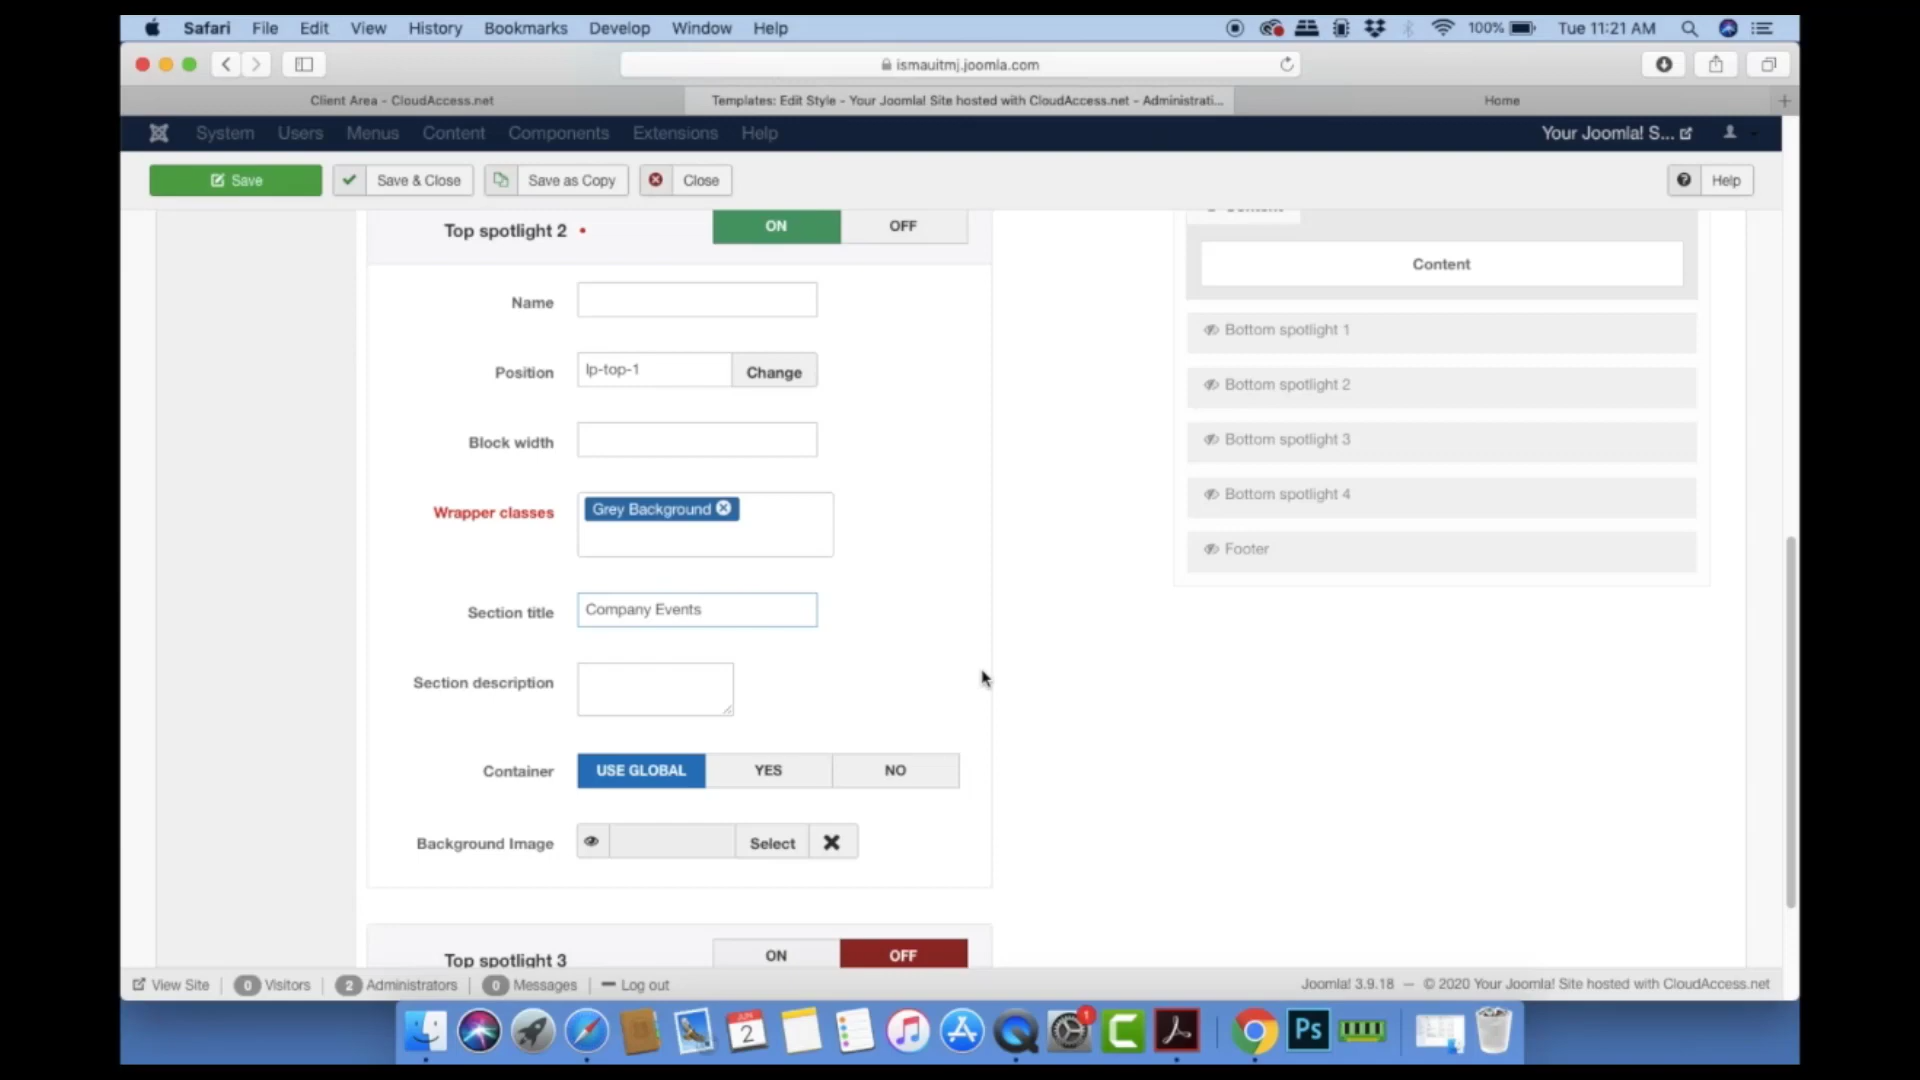 Safari File Edit View History Bookmarks Develop Window Help 100% Tue 11:21 AM
ismauitmj.joomla.com
Client Area - CloudAccess.net Templates: Edit Style - Your Joomla! Site hosted with CloudAccess.net - Administrati... Home
System Users Menus Content Components Extensions Help Your Joomla! S...
Save Save & Close Save as Copy Close Help
Top spotlight 2 • ON OFF
Content
Name
Position lp-top-1 Change
Block width
Wrapper classes Grey Background
Section title Company Events
Section description
Container USE GLOBAL YES NO
Background Image Select
Top spotlight 3 ON OFF
Bottom spotlight 1
Bottom spotlight 2
Bottom spotlight 3
Bottom spotlight 4
Footer
View Site 0 Visitors 2 Administrators 0 Messages Log out Joomla! 3.9.18 — © 2020 Your Joomla! Site hosted with CloudAccess.net
JUN
2
1
Ps